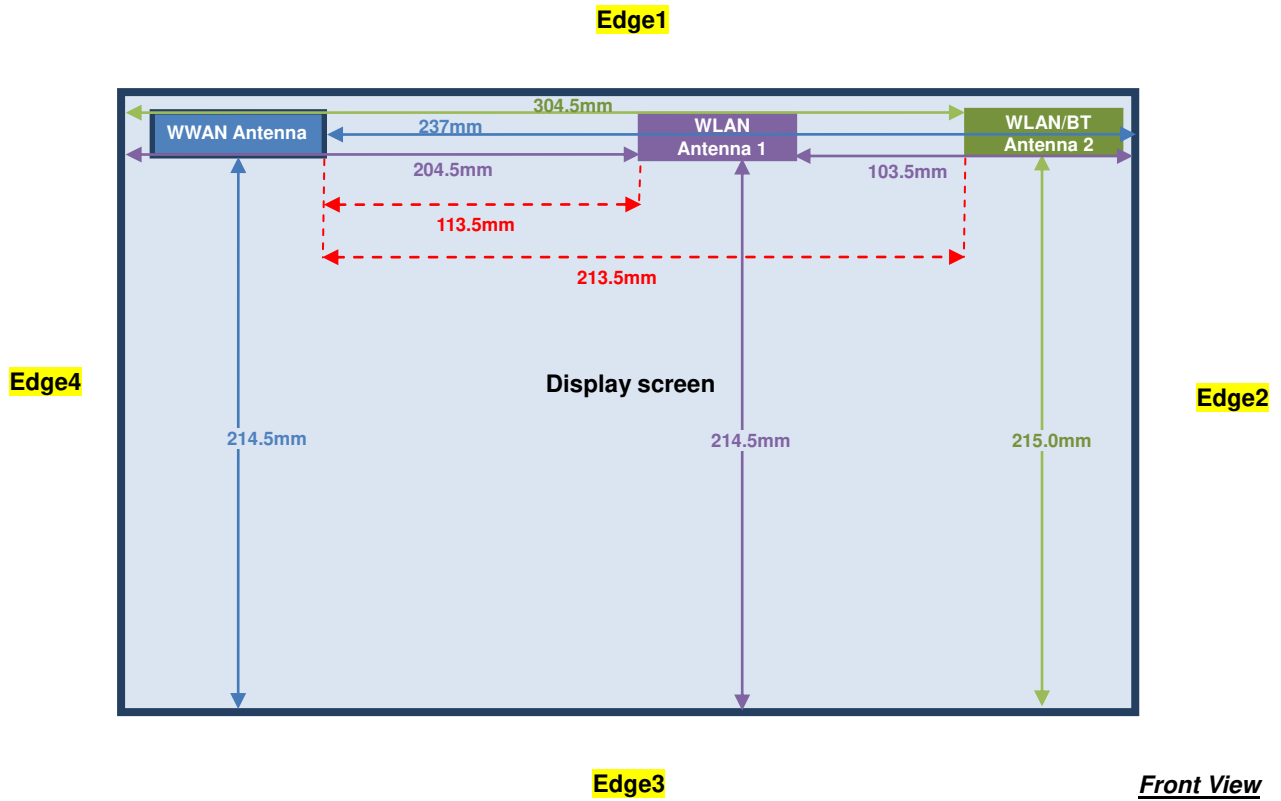 Edge1
304.5mm
WWAN Antenna
237mm
WLAN
Antenna 1
WLAN/BT
Antenna 2
204.5mm
103.5mm
113.5mm
213.5mm
Edge4
Display screen
Edge2
214.5mm
214.5mm
215.0mm
Edge3
Front View